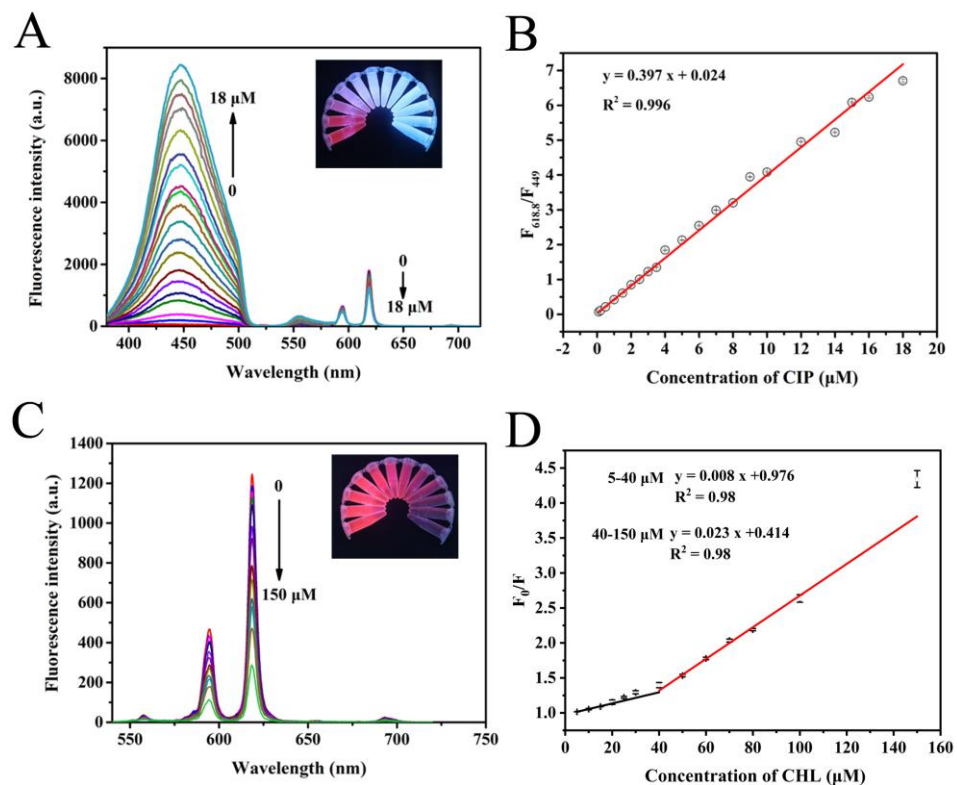 A
Fluorescence intensity (a.u.)
8000
6000
4000
2000
0
18 μM
0
0
18 μM
400 450 500 550 600 650 700
Wavelength (nm)
B
F618.8/F449
7
6
5
4
3
2
1
0
y = 0.397 x + 0.024
R² = 0.996
-2 0 2 4 6 8 10 12 14 16 18 20
Concentration of CIP (μM)
C
Fluorescence intensity (a.u.)
1400
1200
1000
800
600
400
200
0
0
150 μM
550 600 650 700 750
Wavelength (nm)
D
F0/F
4.5
4.0
3.5
3.0
2.5
2.0
1.5
1.0
5-40 μM y = 0.008 x +0.976
R² = 0.98
40-150 μM y = 0.023 x +0.414
R² = 0.98
0 20 40 60 80 100 120 140 160
Concentration of CHL (μM)